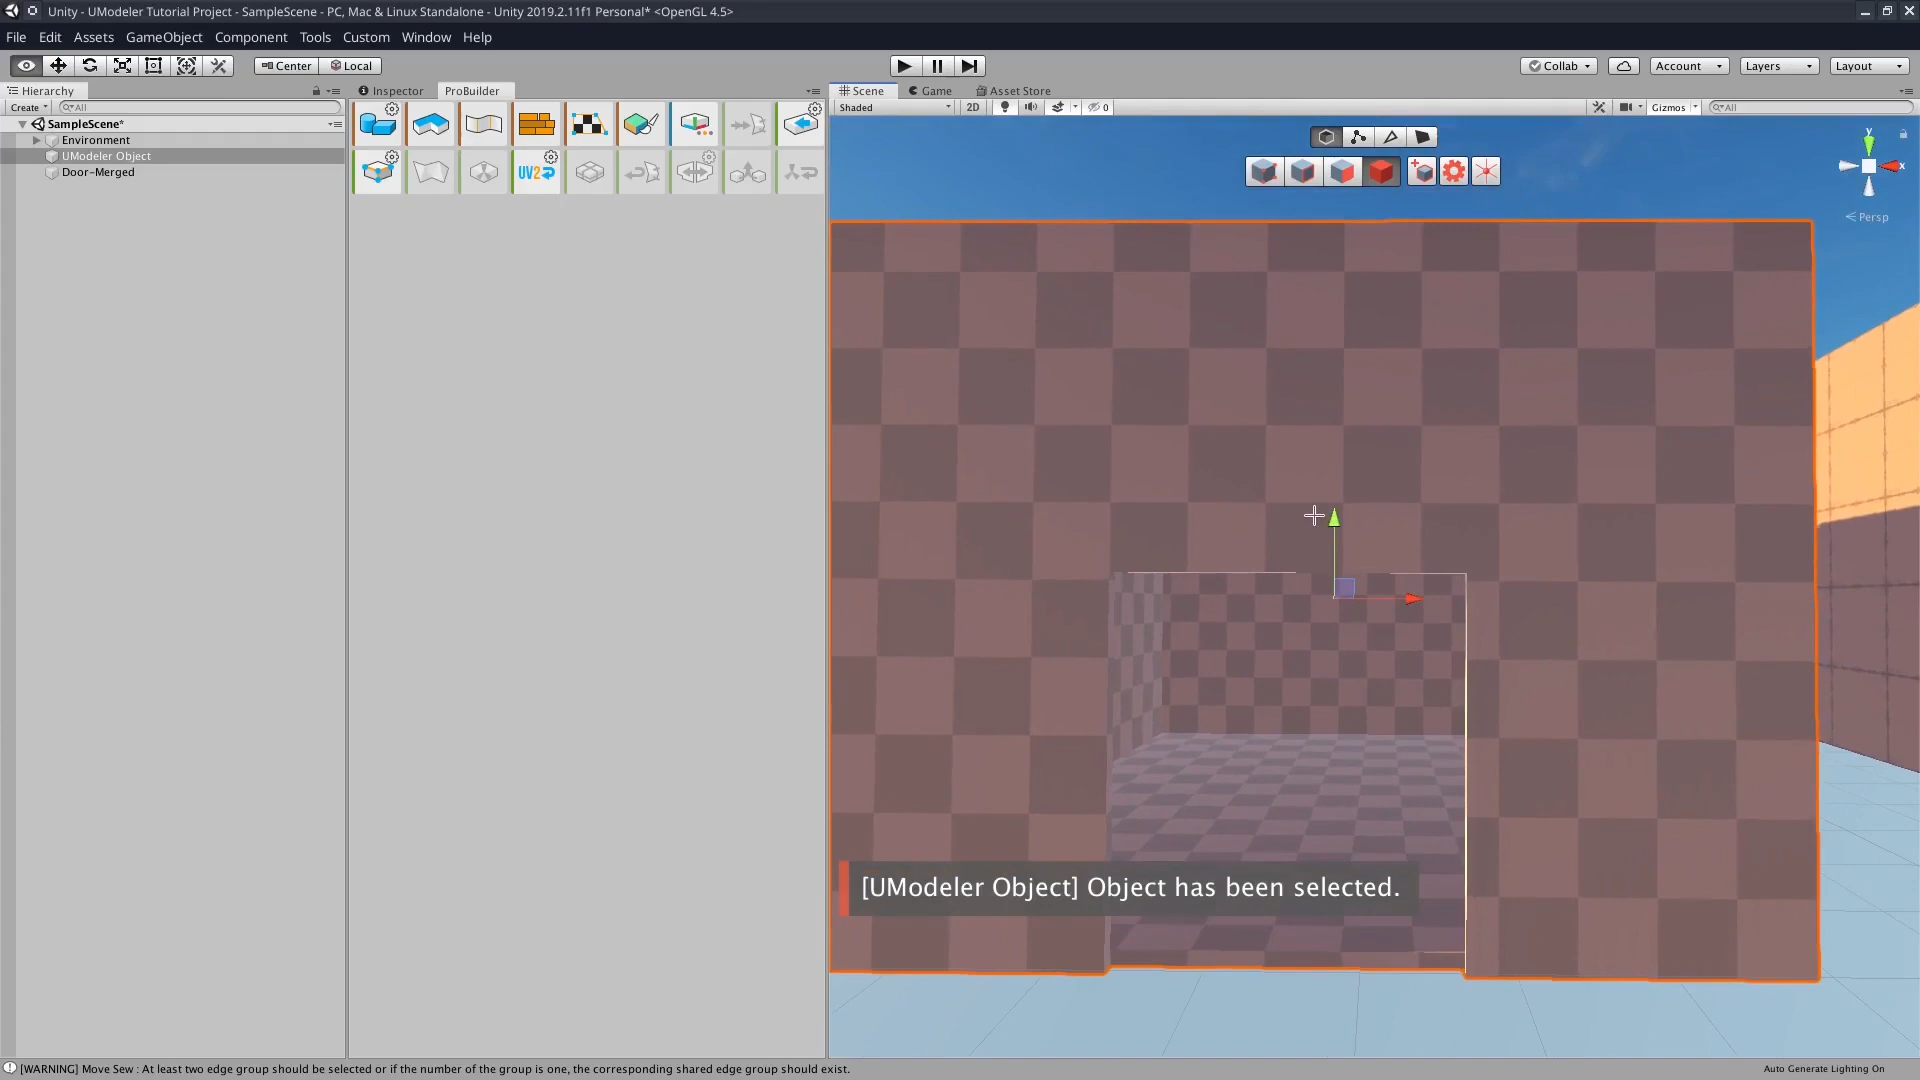 Unity - UModeler Tutorial Project - SampleScene - PC, Mac & Linux Standalone - Unity 2019.2.11f1 Personal* <OpenGL 4.5>
File Edit Assets GameObject Component Tools Custom Window Help
Center Local Collab Account Layers Layout
Hierarchy Inspector ProBuilder Scene Game Asset Store
Create All Shaded 2D 0 Gizmos All
SampleScene*
Environment
UModeler Object
Door-Merged
UV2
y
x
Persp
[UModeler Object] Object has been selected.
[WARNING] Move Sew : At least two edge group should be selected or if the number of the group is one, the corresponding shared edge group should exist.
Auto Generate Lighting On